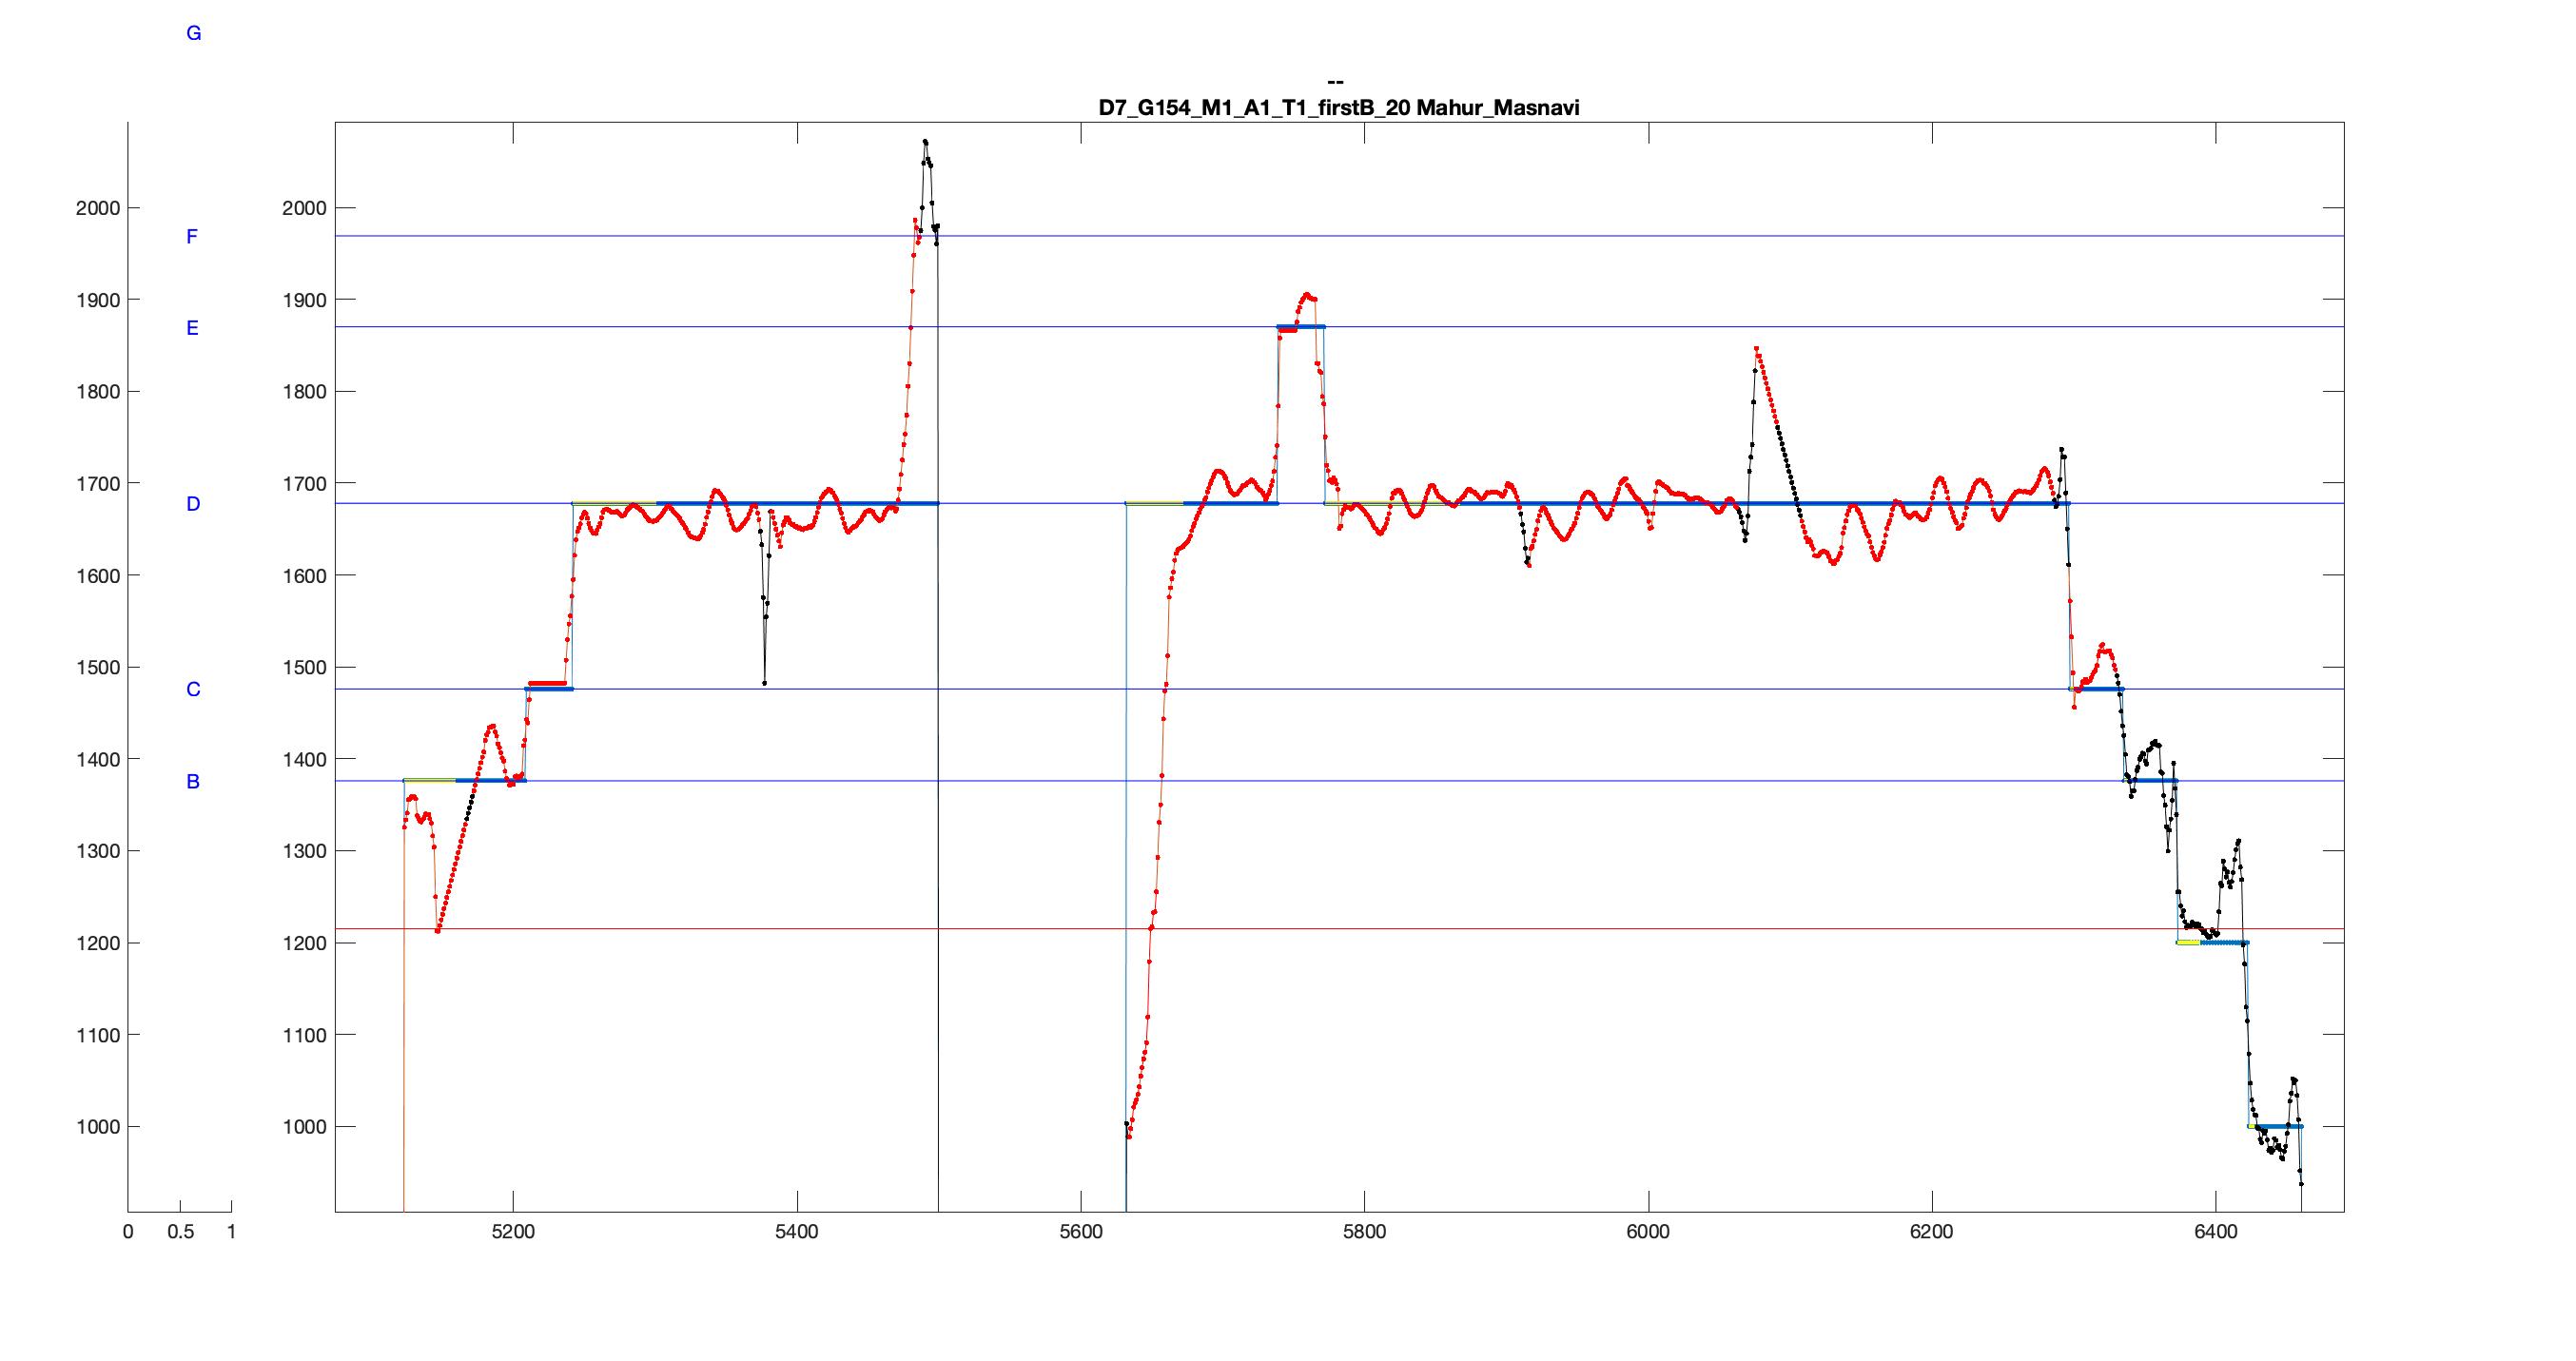 G
--
D7_G154_M1_A1_T1_firstB_20 Mahur_Masnavi
2000 F 2000
1900 E 1900
1800 1800
1700 D 1700
1600 1600
1500 C 1500
1400 B 1400
1300 1300
1200 1200
1100 1100
1000 1000
0 0.5 1 5200 5400 5600 5800 6000 6200 6400